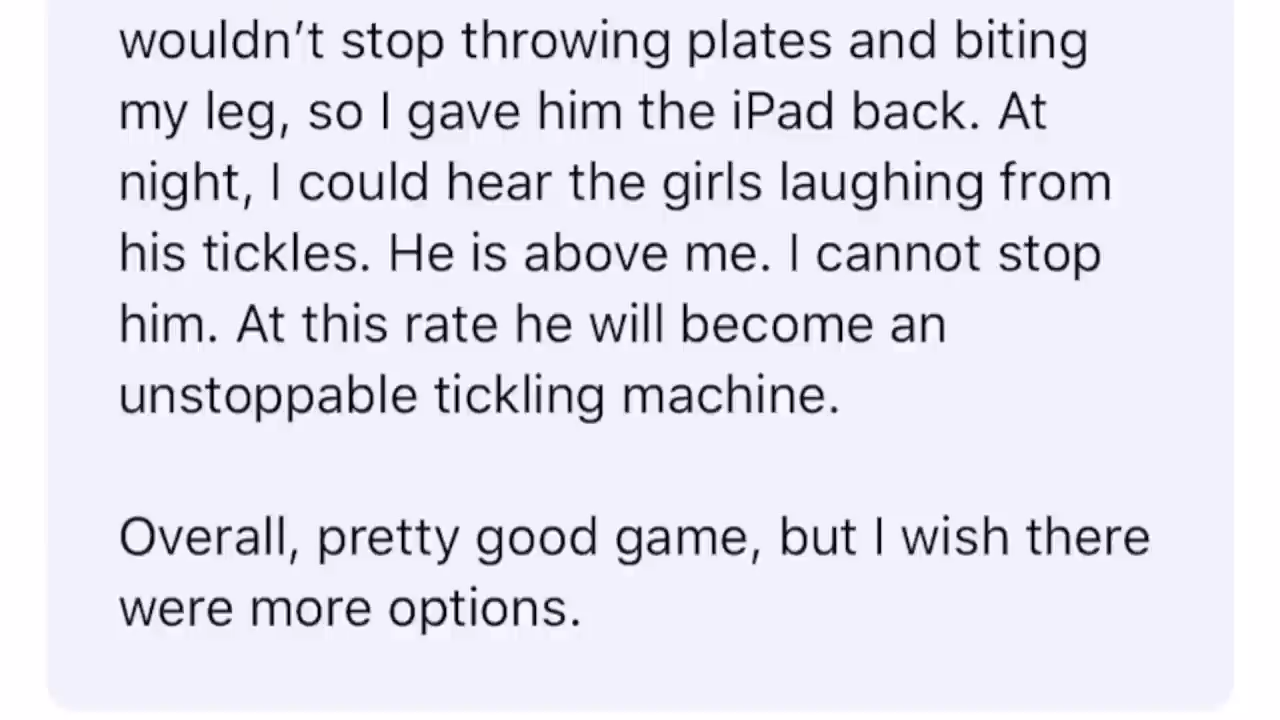 wouldn’t stop throwing plates and biting
my leg, so I gave him the iPad back. At
night, I could hear the girls laughing from
his tickles. He is above me. I cannot stop
him. At this rate he will become an
unstoppable tickling machine.
Overall, pretty good game, but I wish there
were more options.